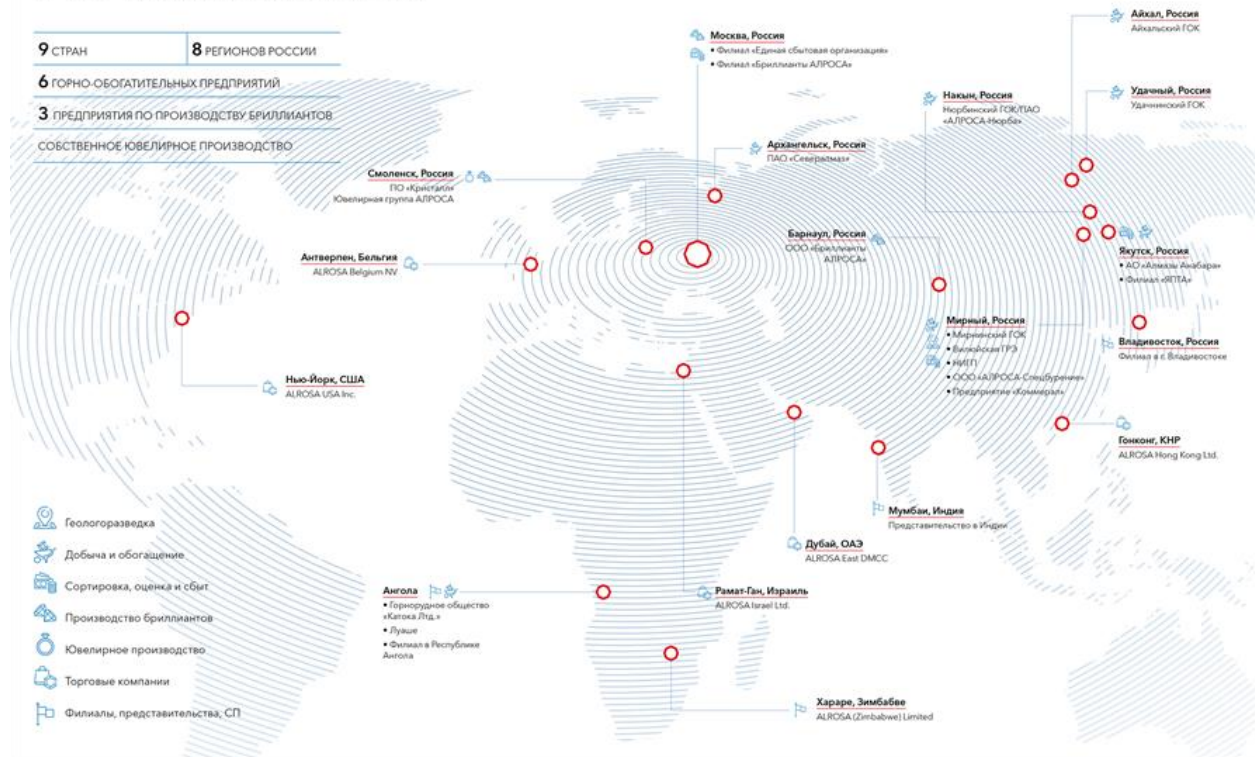 9 СТРАН
8 РЕГИОНОВ РОССИИ
6 ГОРНО-ОБОГАТИТЕЛЬНЫХ ПРЕДПРИЯТИЙ
3 ПРЕДПРИЯТИЯ ПО ПРОИЗВОДСТВУ БРИЛЛИАНТОВ
СОБСТВЕННОЕ ЮВЕЛИРНОЕ ПРОИЗВОДСТВО
Москва, Россия
• Филиал «Единая сбытовая организация»
• Филиал «Бриллианты АЛРОСА»
Айхал, Россия
Айхальский ГОК
Накын, Россия
Нюрбинский ГОК/ПАО
«АЛРОСА-Нюрба»
Удачный, Россия
Удачнинский ГОК
Архангельск, Россия
ПАО «Севералмаз»
Смоленск, Россия
ПО «Кристалл»
Ювелирная группа АЛРОСА
Барнаул, Россия
ООО «Бриллианты
АЛРОСА»
Антверпен, Бельгия
ALROSA Belgium NV
Якутск, Россия
• АО «Алмазы Анабара»
• Филиал «ЯПТА»
Мирный, Россия
• Мирнинский ГОК
• Вилюйская ГРЭ
• НИГП
• ООО «АЛРОСА-Спецбурение»
• Предприятие «Коммерал»
Владивосток, Россия
Филиал в г. Владивостоке
Нью-Йорк, США
ALROSA USA Inc.
Гонконг, КНР
ALROSA Hong Kong Ltd.
Мумбаи, Индия
Представительство в Индии
Дубай, ОАЭ
ALROSA East DMCC
Ангола
• Горнорудное общество
«Катока Лтд.»
• Луаше
• Филиал в Республике
Ангола
Рамат-Ган, Израиль
ALROSA Israel Ltd.
Хараре, Зимбабве
ALROSA (Zimbabwe) Limited
Геологоразведка
Добыча и обогащение
Сортировка, оценка и сбыт
Производство бриллиантов
Ювелирное производство
Торговые компании
Филиалы, представительства, СП